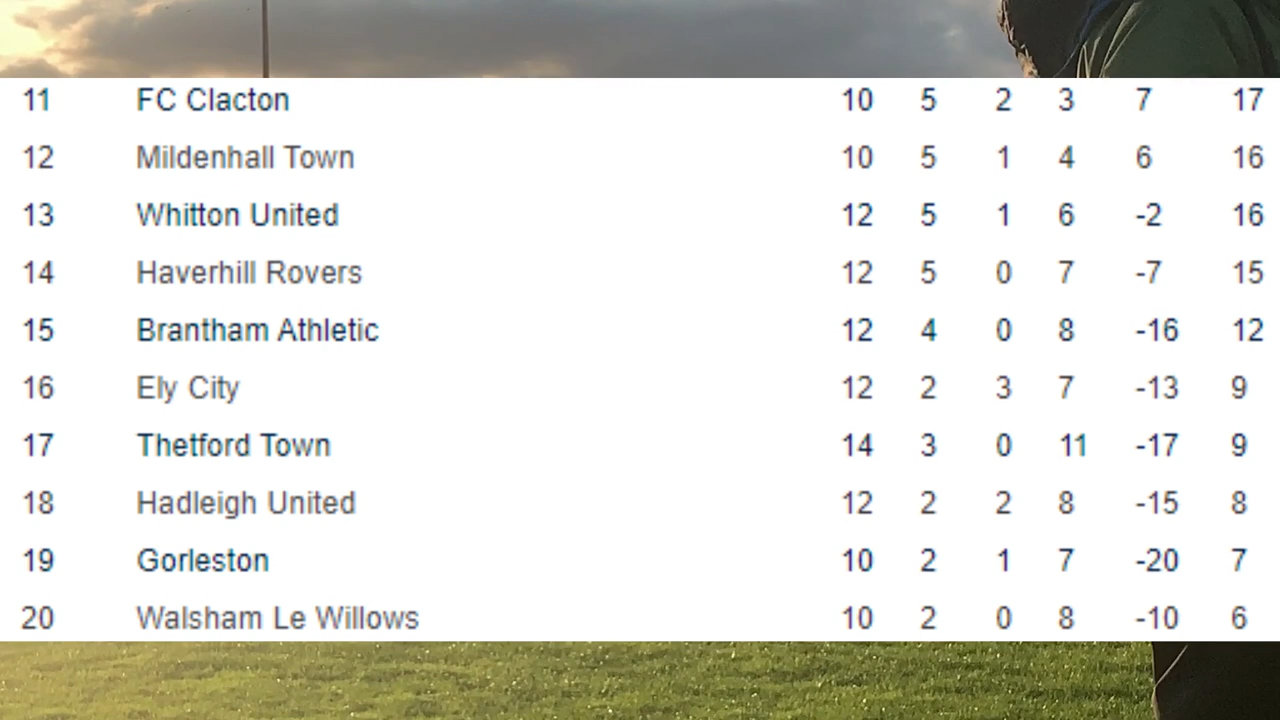 11 FC Clacton 10 5 2 3 7 17
12 Mildenhall Town 10 5 1 4 6 16
13 Whitton United 12 5 1 6 -2 16
14 Haverhill Rovers 12 5 0 7 -7 15
15 Brantham Athletic 12 4 0 8 -16 12
16 Ely City 12 2 3 7 -13 9
17 Thetford Town 14 3 0 11 -17 9
18 Hadleigh United 12 2 2 8 -15 8
19 Gorleston 10 2 1 7 -20 7
20 Walsham Le Willows 10 2 0 8 -10 6